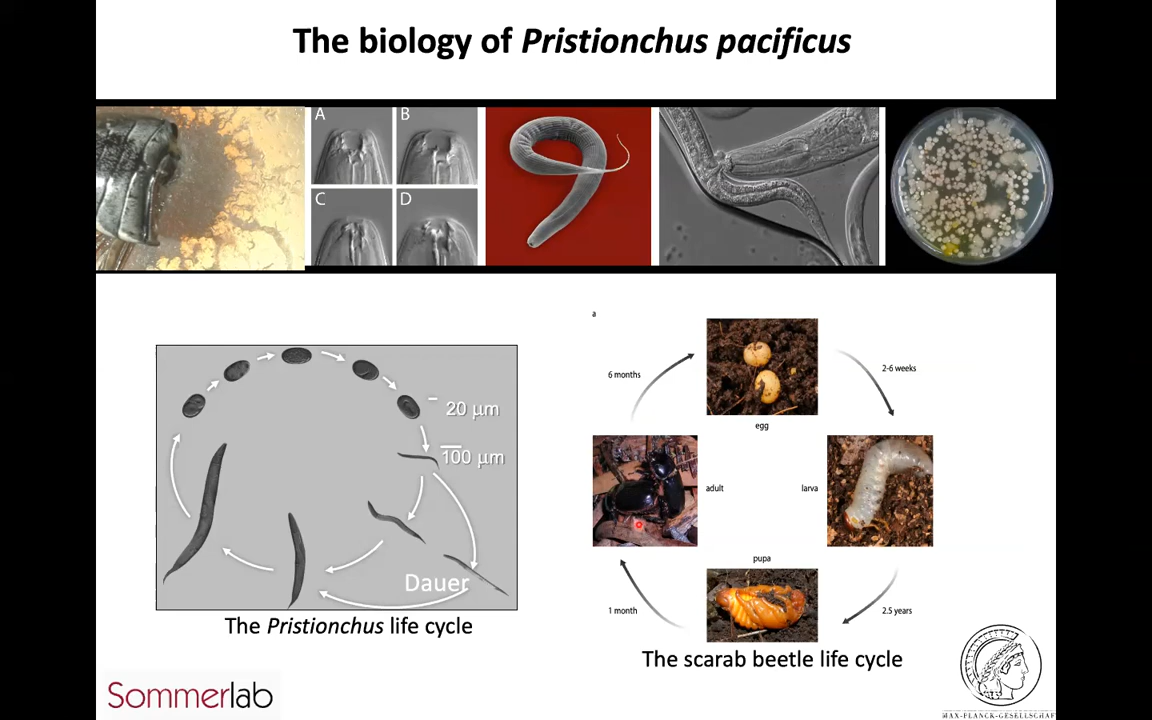 The biology of Pristionchus pacificus
A
B
C
D
20 μm
100 μm
Dauer
The Pristionchus life cycle
a
6 months
2-6 weeks
egg
adult
larva
pupa
1 month
2.5 years
The scarab beetle life cycle
Sommerlab
MAX-PLANCK-GESELLSCHAFT